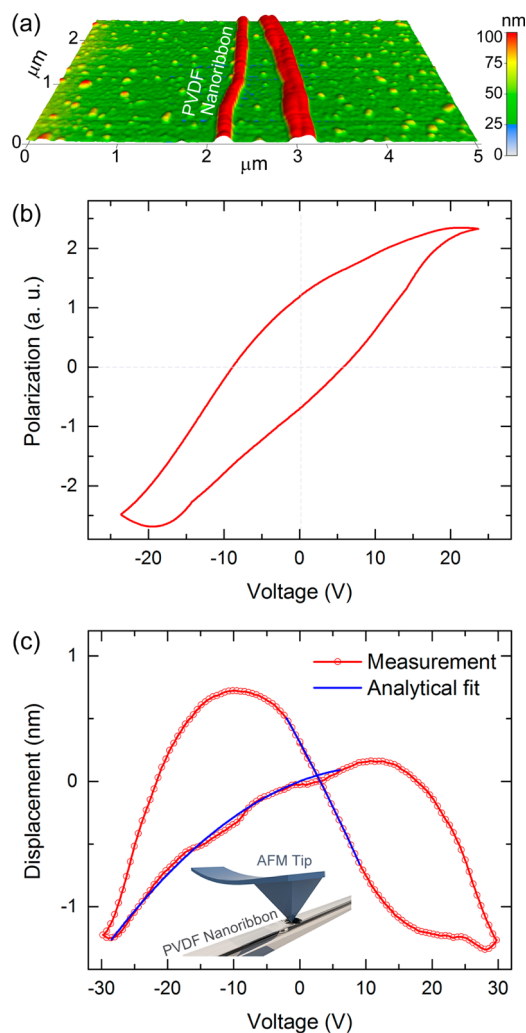 (a)
nm
100
75
50
25
0
2
μm
0
PVDF
Nanoribbon
0 1 2 3 4 5
μm
(b)
2
1
0
-1
-2
Polarization (a. u.)
-20 -10 0 10 20
Voltage (V)
(c)
1
0
-1
Displacement (nm)
Measurement
Analytical fit
AFM Tip
PVDF Nanoribbon
-30 -20 -10 0 10 20 30
Voltage (V)